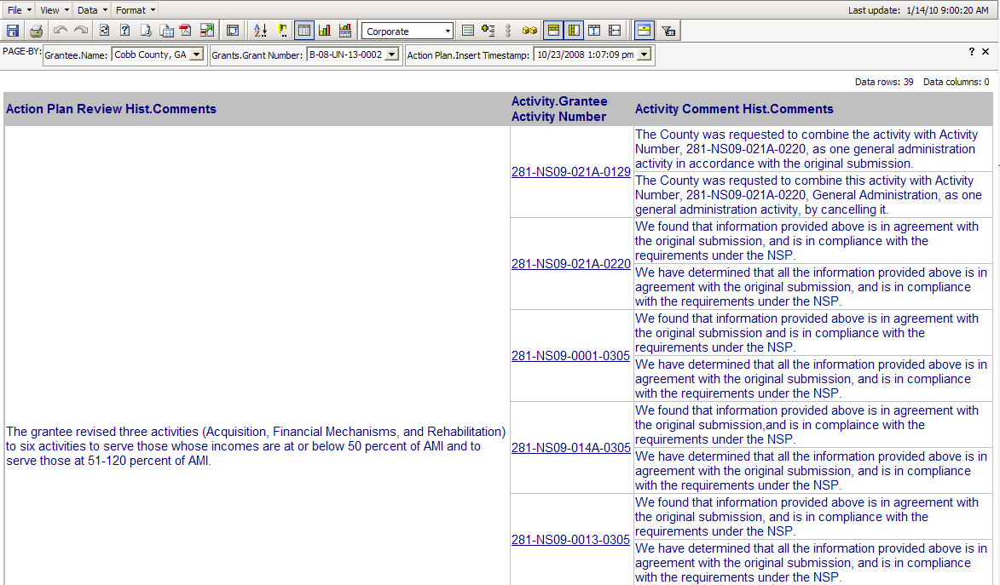 File View Data Format Last update: 1/14/10 9:00:20 AM
Corporate
PAGE-BY: Grantee.Name: Cobb County, GA Grants.Grant Number: B-08-UN-13-0002 Action Plan.Insert Timestamp: 10/23/2008 1:07:09 pm ? ×
Data rows: 39 Data columns: 0
Action Plan Review Hist.Comments
Activity.Grantee
Activity Number
Activity Comment Hist.Comments
The grantee revised three activities (Acquisition, Financial Mechanisms, and Rehabilitation)
to six activities to serve those whose incomes are at or below 50 percent of AMI and to
serve those at 51-120 percent of AMI.
281-NS09-021A-0129
The County was requested to combine the activity with Activity
Number, 281-NS09-021A-0220, as one general administration
activity in accordance with the original submission.
The County was requsted to combine this activity with Activity
Number, 281-NS09-021A-0220, General Administration, as one
general administration activity, by cancelling it.
281-NS09-021A-0220
We found that information provided above is in agreement with
the original submission, and is in compliance with the
requirements under the NSP.
We have determined that all the information provided above is in
agreement with the original submission, and is in compliance
with the requirements under the NSP.
281-NS09-0001-0305
We found that information provided above is in agreement with
the original submission and is in compliance with the
requirements under the NSP.
We have determined that all the information provided above is in
agreement with the original submission, and is in compliance
with the requirements under the NSP.
281-NS09-014A-0305
We found that information provided above is in agreement with
the original submission,and is in complaince with the
requirements under the NSP.
We have determined that all the information provided above is in
agreement with the original submission, and is in compliance
with the requirements under the NSP.
281-NS09-0013-0305
We found that information provided above is in agreement with
the original submission, and is in compliance with the
requirements under the NSP.
We have determined that all the information provided above is in
agreement with the original submission, and is in compliance
with the requirements under the NSP.